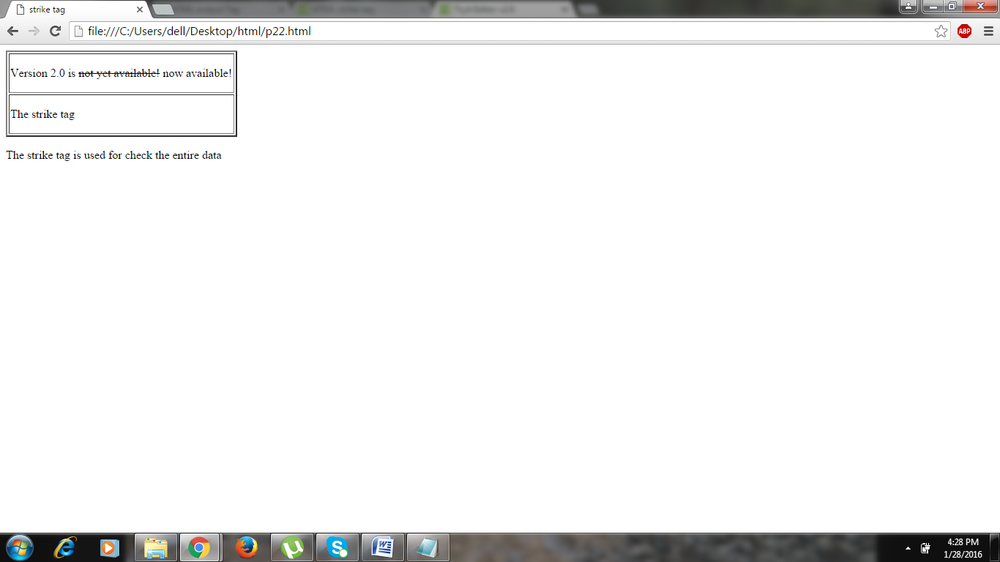 strike tag
file:///C:/Users/dell/Desktop/html/p22.html
ABP
Version 2.0 is not yet available! now available!
The strike tag
The strike tag is used for check the entire data
4:28 PM
1/28/2016